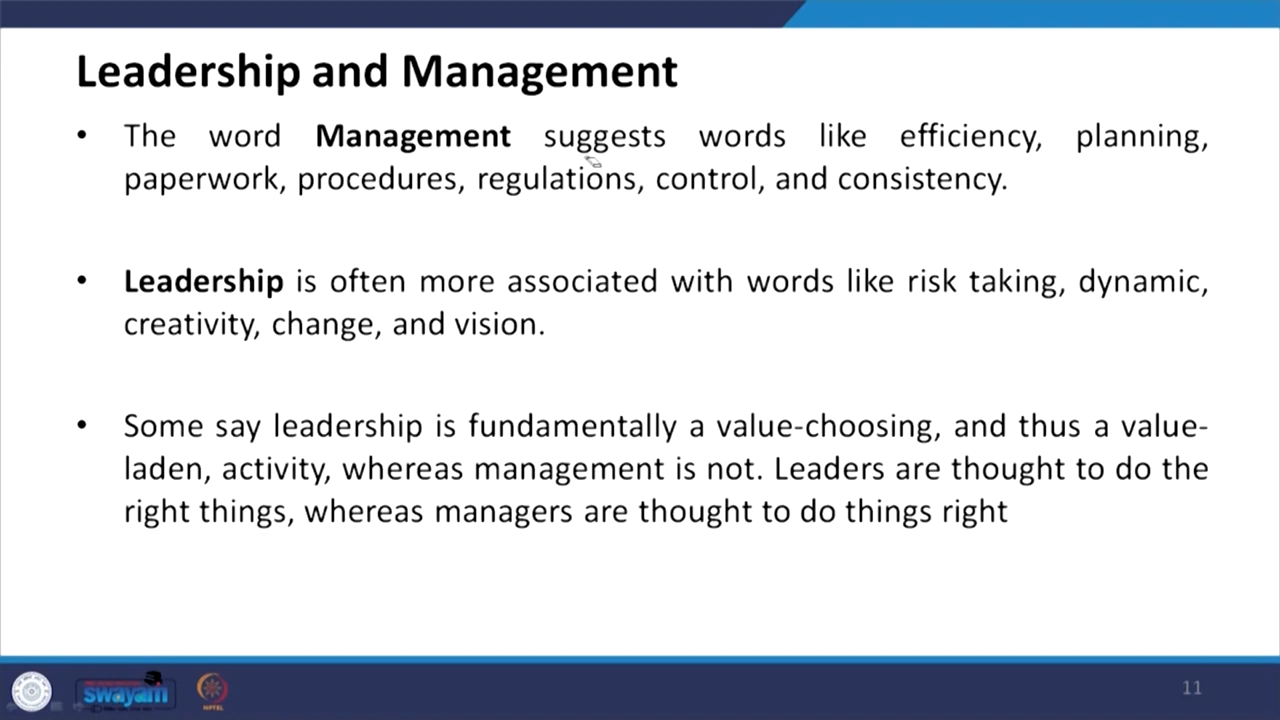 Leadership and Management
• The word Management suggests words like efficiency, planning,
paperwork, procedures, regulations, control, and consistency.
• Leadership is often more associated with words like risk taking, dynamic,
creativity, change, and vision.
• Some say leadership is fundamentally a value-choosing, and thus a value-
laden, activity, whereas management is not. Leaders are thought to do the
right things, whereas managers are thought to do things right
swayam
NPTEL
11